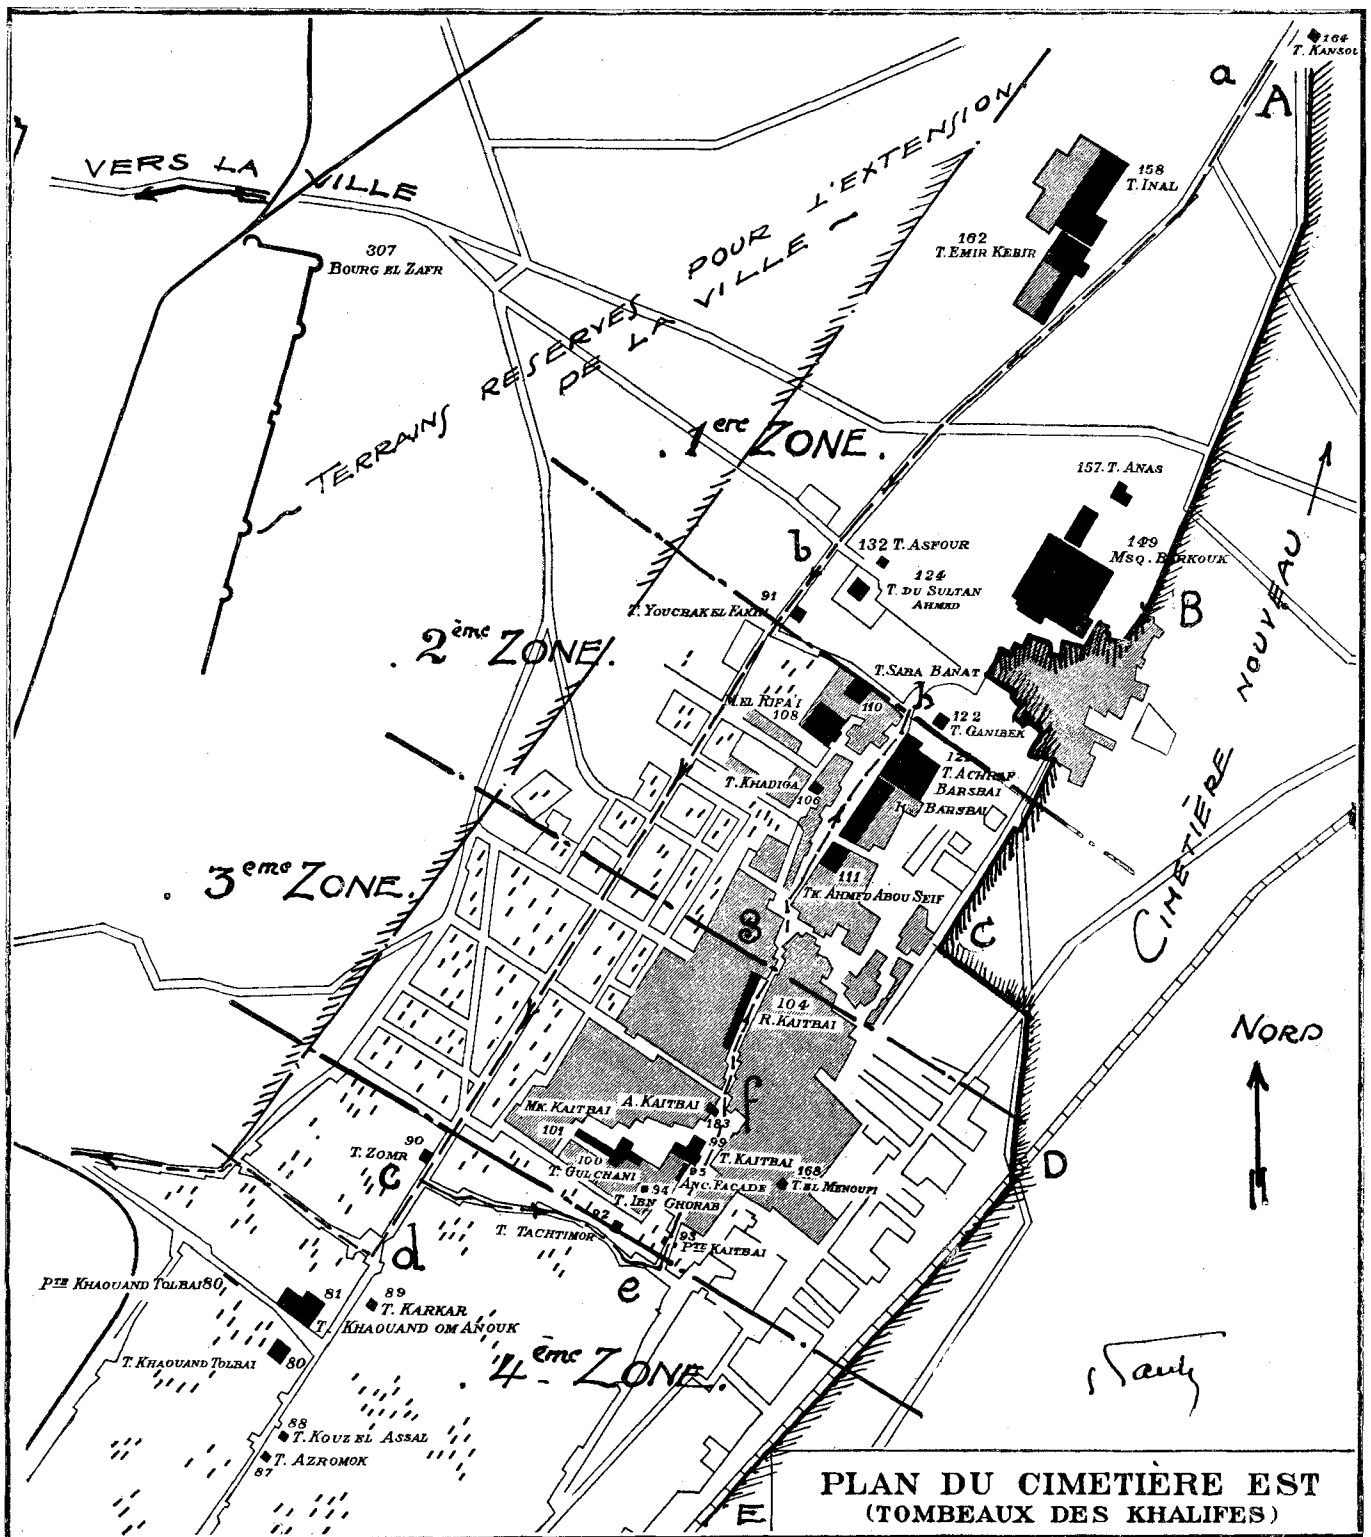 164
T. KANSOU
a
A
VERS LA VILLE
158
T. INAL
162
T. EMIR KEBIR
307
BOURG EL ZAFR
TERRAINS RESERVES POUR L'EXTENSION
DE LA VILLE
1ere ZONE.
157. T. ANAS
149
MSQ. BARKOUK
b
132 T. ASFOUR
124
T. DU SULTAN
AHMED
91
B
2ème ZONE.
T. SABA BANAT
h
M. EL RIFA'I
108
110
122
T. GANIBEK
T. ACHRAF
BARSBAI
BARSBAI
T. KHADIGA
106
CIMETIÈRE NOUVEAU
3eme ZONE.
111
TK. AHMED ABOU SEIF
g
C
104
R. KAITBAI
NORD
MK. KAITBAI
A. KAITBAI
183
f
101
90
T. ZOMR
c
100
T. GULCHANI
99
T. KAITBAI
95
ANC. FAÇADE
168
T. EL MENOUFI
D
94
T. IBN GHORAB
92
T. TACHTIMOR
93
PTE KAITBAI
d
e
PTE KHAOUAND TOLBAI 80
81
89
T. KARKAR
T. KHAOUAND OM ANOUK
T. KHAOUAND TOLBAI
80
4ème ZONE.
88
T. KOUZ EL ASSAL
T. AZROMOK
87
E
PLAN DU CIMETIÈRE EST
(TOMBEAUX DES KHALIFES)